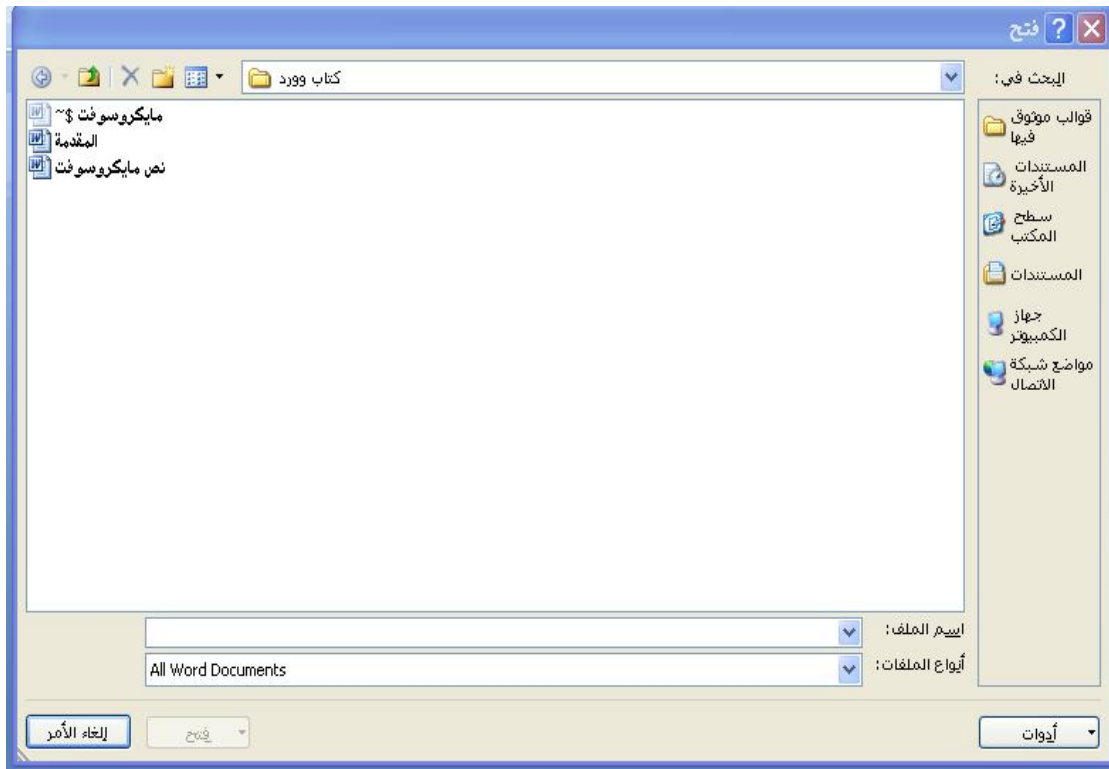 فتح
البحث في:
كتاب وورد
قوالب موثوق
فيها
المستندات
الأخيرة
سطح
المكتب
المستندات
جهاز
الكمبيوتر
مواضع شبكة
الاتصال
مايكروسوفت $~
المقدمة
نص مايكروسوفت
اسم الملف:
أنواع الملفات:
All Word Documents
أدوات
فتح
إلغاء الأمر